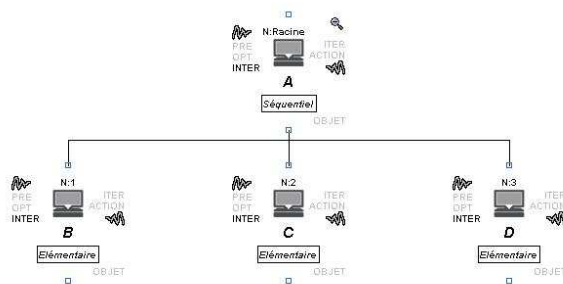 N:Racine
PRE ITER
OPT ACTION
INTER
A
Séquentiel
OBJET
N:1 N:2 N:3
PRE ITER PRE ITER PRE ITER
OPT ACTION OPT ACTION OPT ACTION
INTER INTER INTER
B C D
Elémentaire Elémentaire Elémentaire
OBJET OBJET OBJET